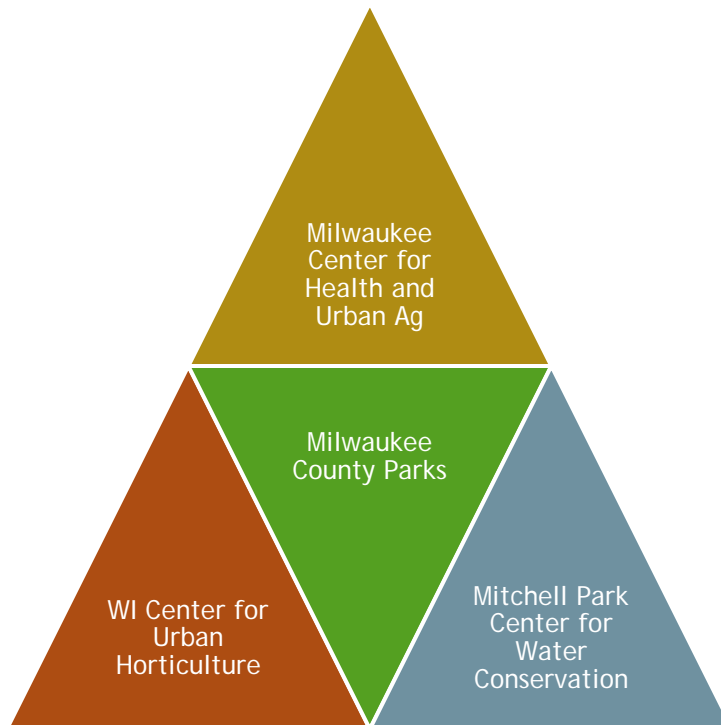 Milwaukee
Center for
Health and
Urban Ag
Milwaukee
County Parks
WI Center for
Urban
Horticulture
Mitchell Park
Center for
Water
Conservation